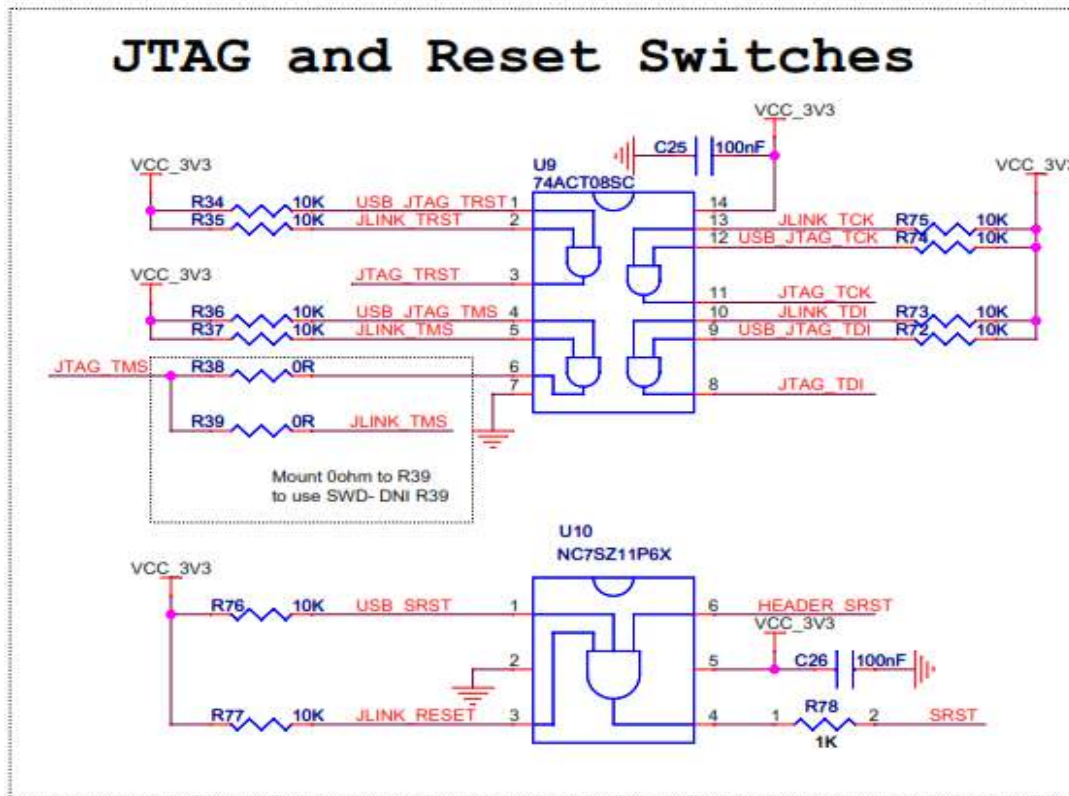 JTAG and Reset Switches
VCC_3V3
C25 100nF
U9
74ACT08SC
VCC_3V3
VCC_3V3
R34 10K USB_JTAG_TRST 1
14
R35 10K JLINK_TRST 2
13 JLINK_TCK R75 10K
12 USB_JTAG_TCK R74 10K
JTAG_TRST 3
VCC_3V3
11 JTAG_TCK
R36 10K USB_JTAG_TMS 4
10 JLINK_TDI R73 10K
R37 10K JLINK_TMS 5
9 USB_JTAG_TDI R72 10K
JTAG_TMS R38 0R 6
7
8 JTAG_TDI
R39 0R JLINK_TMS
Mount 0ohm to R39
to use SWD- DNI R39
U10
NC7SZ11P6X
VCC_3V3
R76 10K USB_SRST 1
6 HEADER_SRST
VCC_3V3
2
5 C26 100nF
R77 10K JLINK_RESET 3
4 1 R78 2 SRST
1K